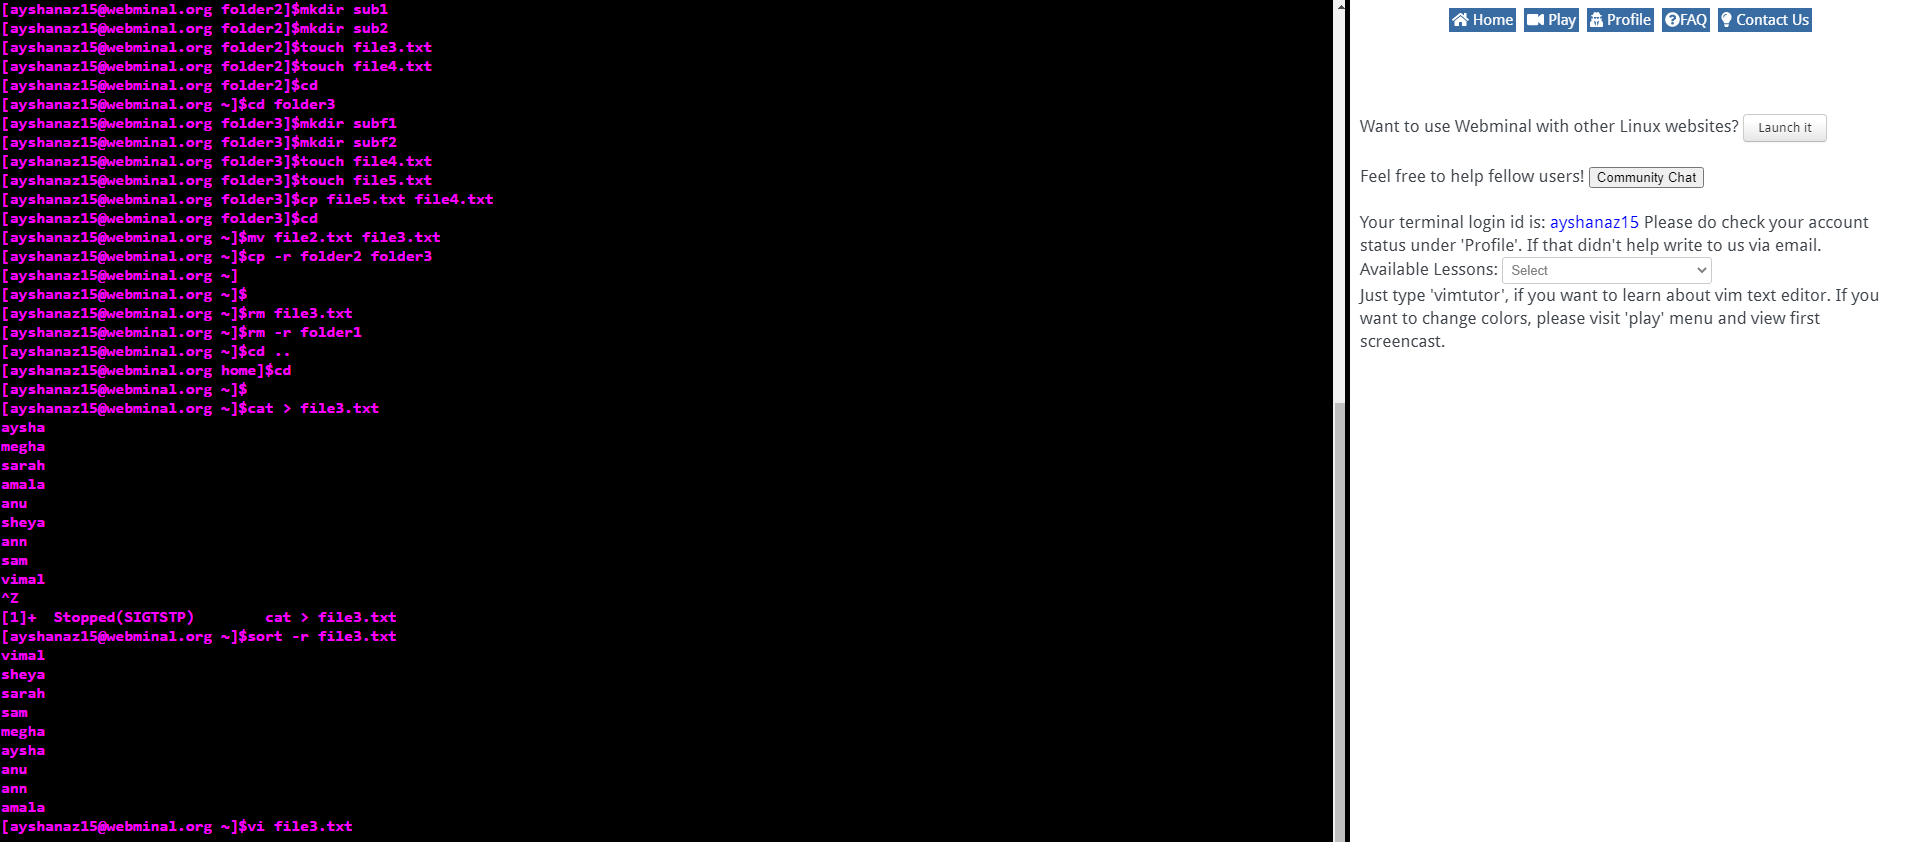 [ayshanaz15@webminal.org folder2]$mkdir sub1
[ayshanaz15@webminal.org folder2]$mkdir sub2
[ayshanaz15@webminal.org folder2]$touch file3.txt
[ayshanaz15@webminal.org folder2]$touch file4.txt
[ayshanaz15@webminal.org folder2]$cd
[ayshanaz15@webminal.org ~]$cd folder3
[ayshanaz15@webminal.org folder3]$mkdir subf1
[ayshanaz15@webminal.org folder3]$mkdir subf2
[ayshanaz15@webminal.org folder3]$touch file4.txt
[ayshanaz15@webminal.org folder3]$touch file5.txt
[ayshanaz15@webminal.org folder3]$cp file5.txt file4.txt
[ayshanaz15@webminal.org folder3]$cd
[ayshanaz15@webminal.org ~]$mv file2.txt file3.txt
[ayshanaz15@webminal.org ~]$cp -r folder2 folder3
[ayshanaz15@webminal.org ~]
[ayshanaz15@webminal.org ~]$
[ayshanaz15@webminal.org ~]$rm file3.txt
[ayshanaz15@webminal.org ~]$rm -r folder1
[ayshanaz15@webminal.org ~]$cd ..
[ayshanaz15@webminal.org home]$cd
[ayshanaz15@webminal.org ~]$
[ayshanaz15@webminal.org ~]$cat > file3.txt
aysha
megha
sarah
amala
anu
sheya
ann
sam
vimal
^Z
[1]+  Stopped(SIGTSTP)        cat > file3.txt
[ayshanaz15@webminal.org ~]$sort -r file3.txt
vimal
sheya
sarah
sam
megha
aysha
anu
ann
amala
[ayshanaz15@webminal.org ~]$vi file3.txt
Home Play Profile FAQ Contact Us
Want to use Webminal with other Linux websites? Launch it
Feel free to help fellow users! Community Chat
Your terminal login id is: ayshanaz15 Please do check your account
status under 'Profile'. If that didn't help write to us via email.
Available Lessons: Select
Just type 'vimtutor', if you want to learn about vim text editor. If you
want to change colors, please visit 'play' menu and view first
screencast.